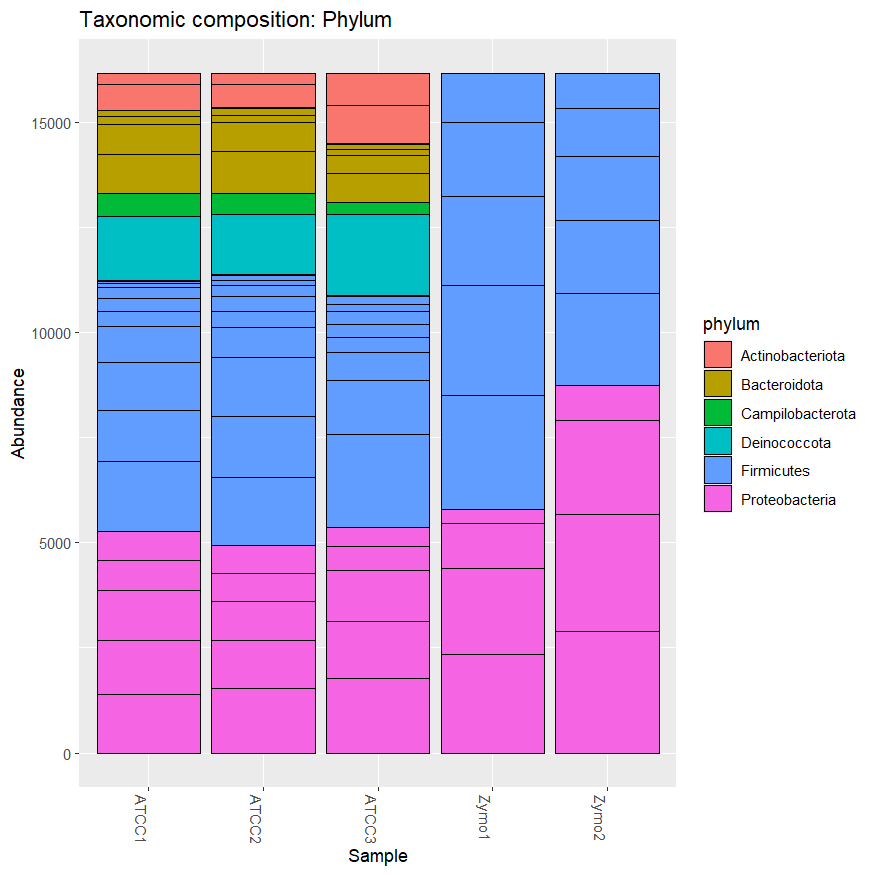 Taxonomic composition: Phylum
Abundance
15000
10000
5000
0
ATCC1
ATCC2
ATCC3
Zymo1
Zymo2
Sample
phylum
Actinobacteriota
Bacteroidota
Campilobacterota
Deinococcota
Firmicutes
Proteobacteria